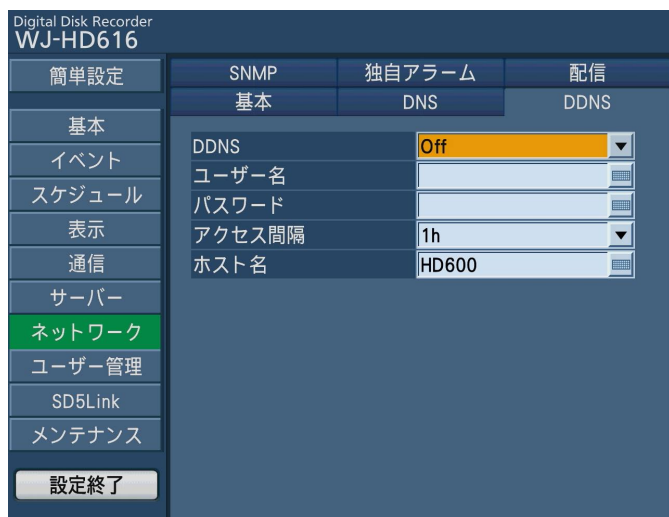 Digital Disk Recorder
WJ-HD616
簡単設定
基本
イベント
スケジュール
表示
通信
サーバー
ネットワーク
ユーザー管理
SD5Link
メンテナンス
設定終了
SNMP 独自アラーム 配信
基本 DNS DDNS
DDNS Off
ユーザー名
パスワード
アクセス間隔 1h
ホスト名 HD600